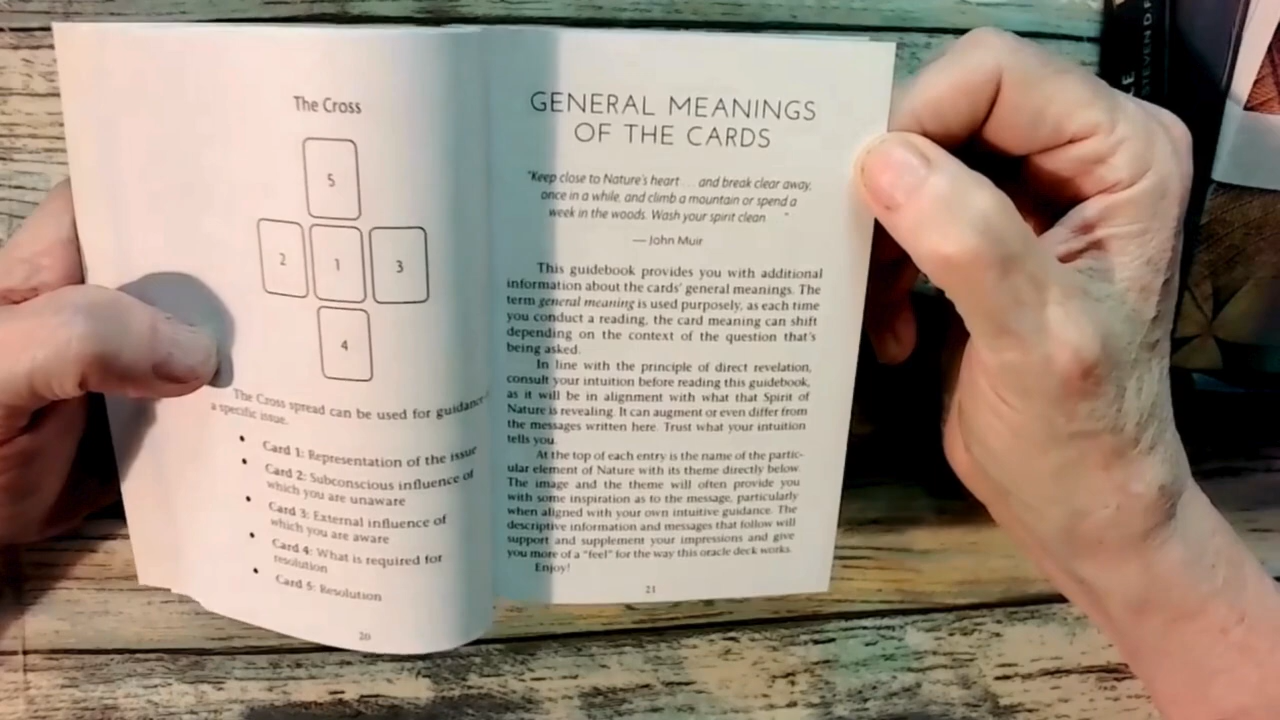 The Cross
5
2 1 3
4
The Cross spread can be used for guidance
a specific issue.
• Card 1: Representation of the issue
• Card 2: Subconscious influence of
which you are unaware
• Card 3: External influence of
which you are aware
• Card 4: What is required for
resolution
• Card 5: Resolution
20
GENERAL MEANINGS
OF THE CARDS
"Keep close to Nature's heart . . . and break clear away,
once in a while, and climb a mountain or spend a
week in the woods. Wash your spirit clean . . ."
— John Muir
This guidebook provides you with additional
information about the cards' general meanings. The
term general meaning is used purposely, as each time
you conduct a reading, the card meaning can shift
depending on the context of the question that's
being asked.
In line with the principle of direct revelation,
consult your intuition before reading this guidebook,
as it will be in alignment with what that Spirit of
Nature is revealing. It can augment or even differ from
the messages written here. Trust what your intuition
tells you.
At the top of each entry is the name of the partic-
ular element of Nature with its theme directly below.
The image and the theme will often provide you
with some inspiration as to the message, particularly
when aligned with your own intuitive guidance. The
descriptive information and messages that follow will
support and supplement your impressions and give
you more of a "feel" for the way this oracle deck works.
Enjoy!
21
STEVEN D.